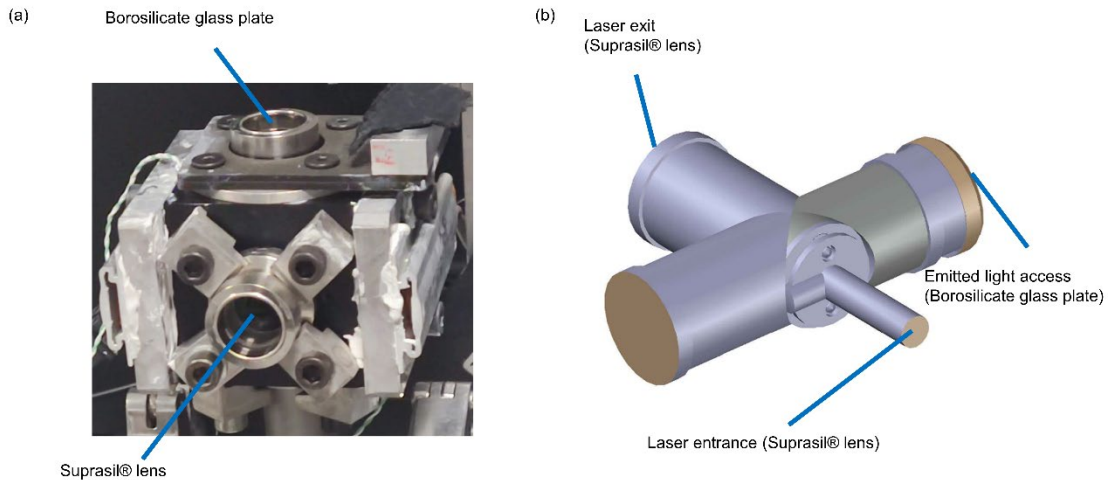 (a)
Borosilicate glass plate
Suprasil® lens
(b)
Laser exit
(Suprasil® lens)
Emitted light access
(Borosilicate glass plate)
Laser entrance (Suprasil® lens)